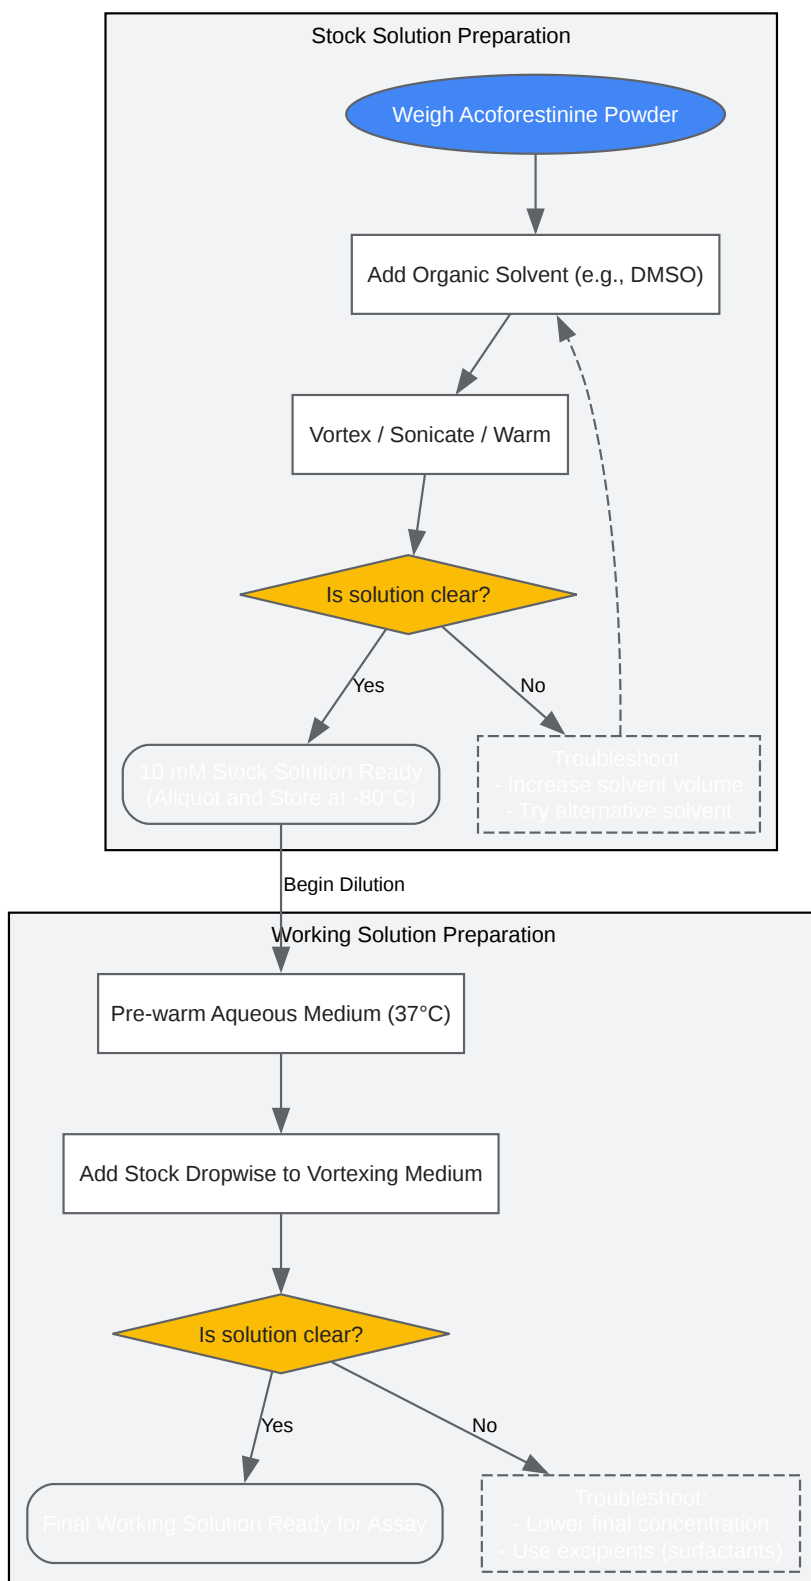 Stock Solution Preparation
Weigh Acoforestinine Powder
Add Organic Solvent (e.g., DMSO)
Vortex / Sonicate / Warm
Is solution clear?
Yes
No
10 mM Stock Solution Ready
(Aliquot and Store at -80°C)
Troubleshoot:
- Increase solvent volume
- Try alternative solvent
Begin Dilution
Working Solution Preparation
Pre-warm Aqueous Medium (37°C)
Add Stock Dropwise to Vortexing Medium
Is solution clear?
Yes
No
Final Working Solution Ready for Assay
Troubleshoot:
- Lower final concentration
- Use excipients (surfactants)